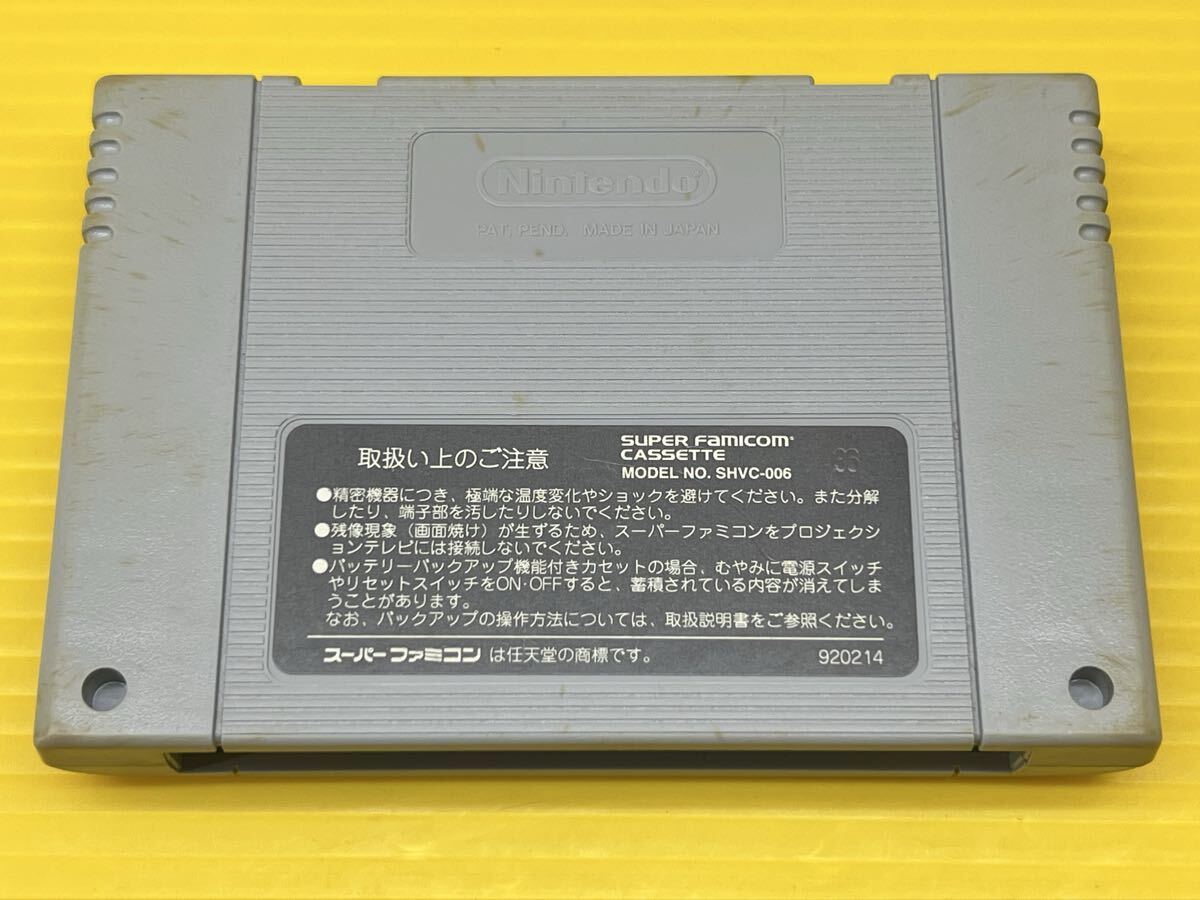 Nintendo®
PAT. PEND. MADE IN JAPAN
取扱い上のご注意
SUPER FAMICOM®
CASSETTE
MODEL NO. SHVC-006
●精密機器につき、極端な温度変化やショックを避けてください。また分解
したり、端子部を汚したりしないでください。
●残像現象（画面焼け）が生ずるため、スーパーファミコンをプロジェクシ
ョンテレビには接続しないでください。
●バッテリーバックアップ機能付きカセットの場合、むやみに電源スイッチ
やリセットスイッチをON·OFFすると、蓄積されている内容が消えてしま
うことがあります。
なお、バックアップの操作方法については、取扱説明書をご参照ください。
スーパーファミコン は任天堂の商標です。
920214